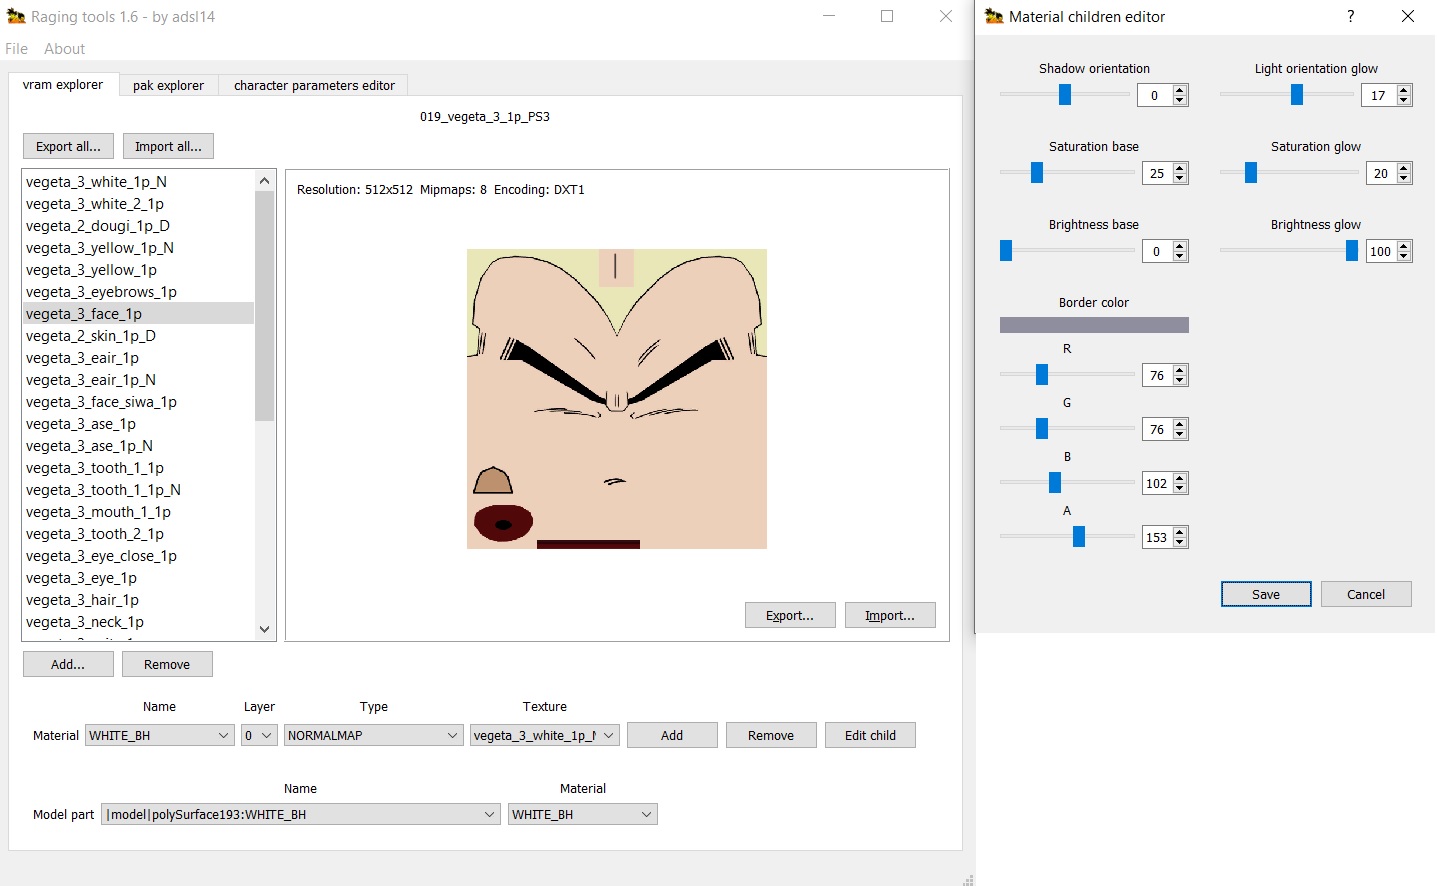 Raging tools 1.6 - by adsl14
File About
vram explorer
pak explorer
character parameters editor
019_vegeta_3_1p_PS3
Export all...
Import all...
vegeta_3_white_1p_N
vegeta_3_white_2_1p
vegeta_2_dougi_1p_D
vegeta_3_yellow_1p_N
vegeta_3_yellow_1p
vegeta_3_eyebrows_1p
vegeta_3_face_1p
vegeta_2_skin_1p_D
vegeta_3_eair_1p
vegeta_3_eair_1p_N
vegeta_3_face_siwa_1p
vegeta_3_ase_1p
vegeta_3_ase_1p_N
vegeta_3_tooth_1_1p
vegeta_3_tooth_1_1p_N
vegeta_3_mouth_1_1p
vegeta_3_tooth_2_1p
vegeta_3_eye_close_1p
vegeta_3_eye_1p
vegeta_3_hair_1p
vegeta_3_neck_1p
Resolution: 512x512 Mipmaps: 8 Encoding: DXT1
Export...
Import...
Add...
Remove
Name
Layer
Type
Texture
Material
WHITE_BH
0
NORMALMAP
vegeta_3_white_1p_N
Add
Remove
Edit child
Name
Material
Model part
|model|polySurface193:WHITE_BH
WHITE_BH
Material children editor
?
Shadow orientation
0
Light orientation glow
17
Saturation base
25
Saturation glow
20
Brightness base
0
Brightness glow
100
Border color
R
76
G
76
B
102
A
153
Save
Cancel